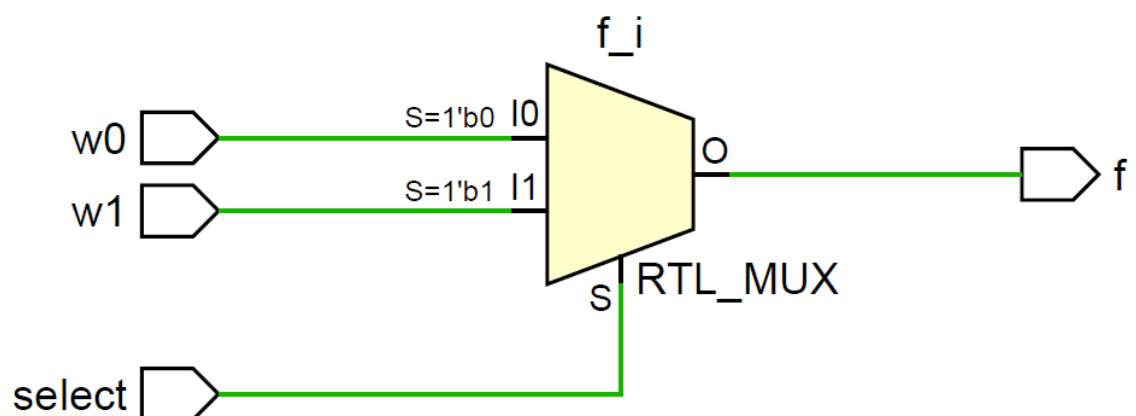 f_i
w0
S=1'b0 I0
w1
S=1'b1 I1
O
f
S
RTL_MUX
select